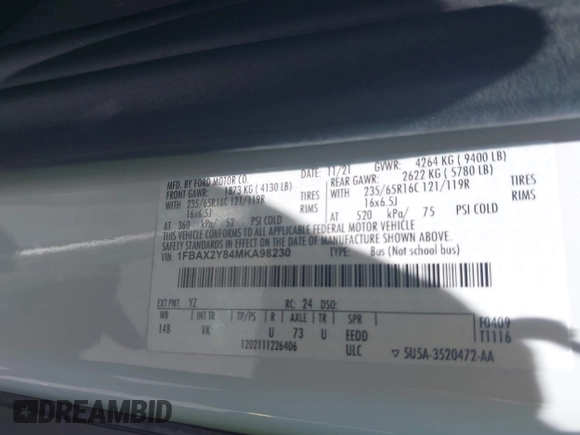 MFD. BY FORD MOTOR CO.
DATE: 11/21 GVWR: 4264 KG ( 9400 LB)
FRONT GAWR: 1873 KG ( 4130 LB)
REAR GAWR: 2622 KG ( 5780 LB)
WITH 235/65R16C 121/119R TIRES
WITH 235/65R16C 121/119R TIRES
16x6.5J RIMS
16x6.5J RIMS
AT 360 kPa/ 52 PSI COLD
AT 520 kPa/ 75 PSI COLD
THIS VEHICLE CONFORMS TO ALL APPLICABLE FEDERAL MOTOR VEHICLE
SAFETY STANDARDS IN EFFECT ON THE DATE OF MANUFACTURE SHOWN ABOVE.
VIN: 1FBAX2Y84MKA98230
TYPE: Bus (Not school bus)
EXT PNT: YZ RC: 24 DSO:
WB INT TR TP/PS R AXLE TR SPR
148 VK U 73 U EEDD
1202111226406 ULC
F0409
T1116
▽ 5USA-3520472-AA
DREAMBID